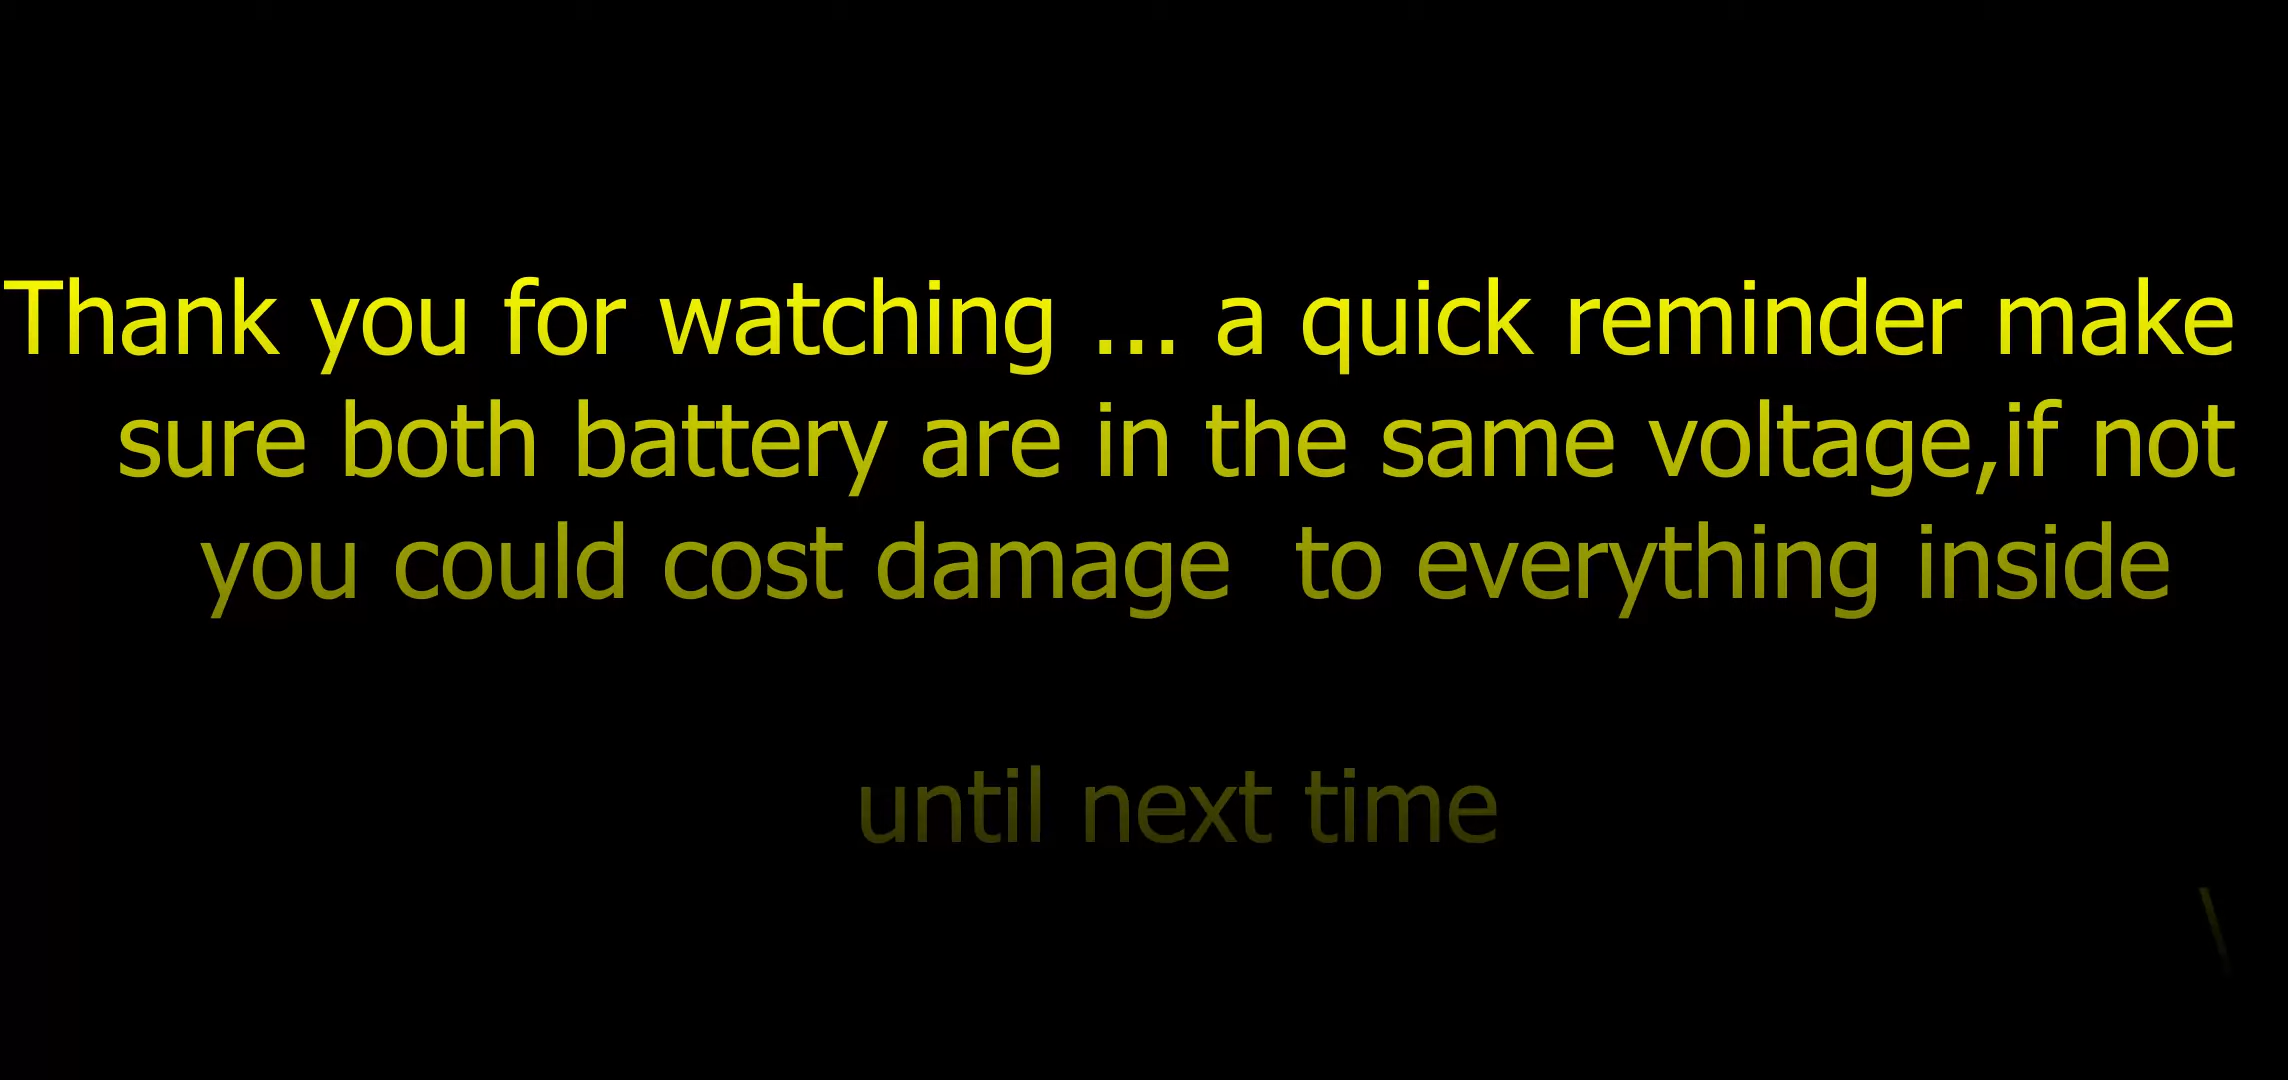 Thank you for watching ... a quick reminder make
sure both battery are in the same voltage,if not
you could cost damage  to everything inside
until next time
\